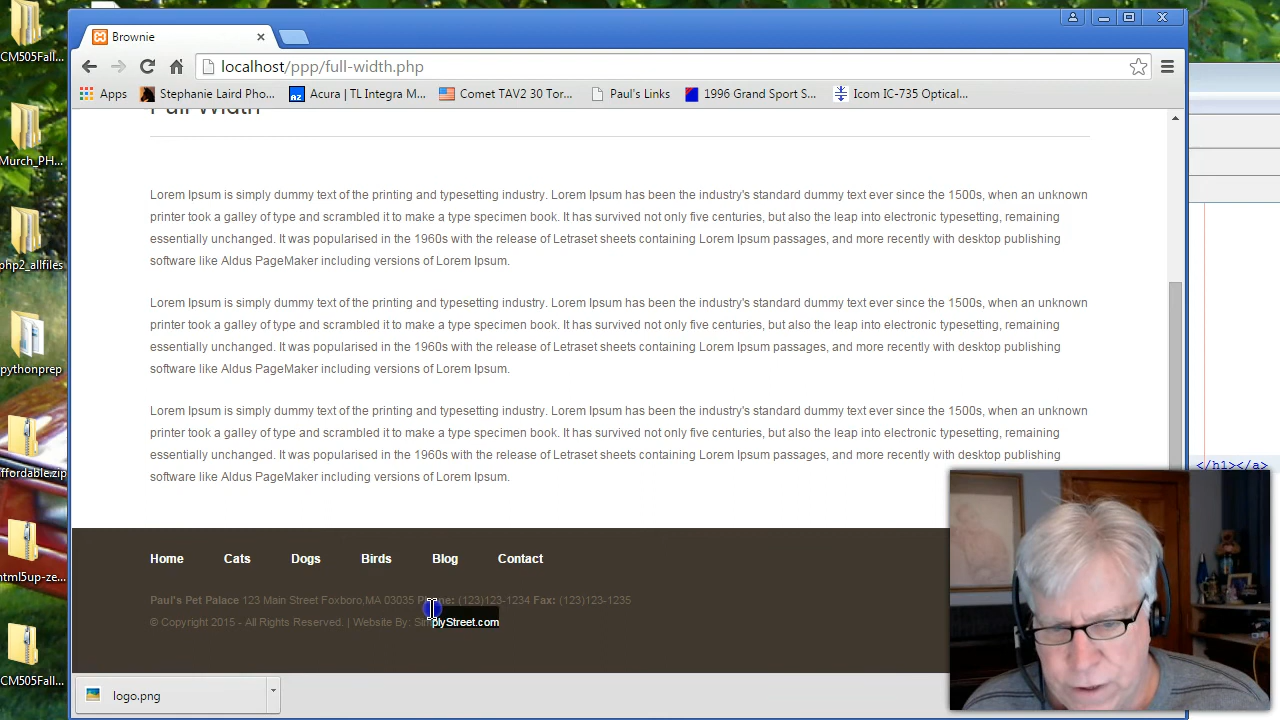 Brownie
localhost/ppp/full-width.php
Apps Stephanie Laird Pho... Acura | TL Integra M... Comet TAV2 30 Tor... Paul's Links 1996 Grand Sport S... Icom IC-735 Optical...
Full Width
Lorem Ipsum is simply dummy text of the printing and typesetting industry. Lorem Ipsum has been the industry's standard dummy text ever since the 1500s, when an unknown
printer took a galley of type and scrambled it to make a type specimen book. It has survived not only five centuries, but also the leap into electronic typesetting, remaining
essentially unchanged. It was popularised in the 1960s with the release of Letraset sheets containing Lorem Ipsum passages, and more recently with desktop publishing
software like Aldus PageMaker including versions of Lorem Ipsum.
Lorem Ipsum is simply dummy text of the printing and typesetting industry. Lorem Ipsum has been the industry's standard dummy text ever since the 1500s, when an unknown
printer took a galley of type and scrambled it to make a type specimen book. It has survived not only five centuries, but also the leap into electronic typesetting, remaining
essentially unchanged. It was popularised in the 1960s with the release of Letraset sheets containing Lorem Ipsum passages, and more recently with desktop publishing
software like Aldus PageMaker including versions of Lorem Ipsum.
Lorem Ipsum is simply dummy text of the printing and typesetting industry. Lorem Ipsum has been the industry's standard dummy text ever since the 1500s, when an unknown
printer took a galley of type and scrambled it to make a type specimen book. It has survived not only five centuries, but also the leap into electronic typesetting, remaining
essentially unchanged. It was popularised in the 1960s with the release of Letraset sheets containing Lorem Ipsum passages, and more recently with desktop publishing
software like Aldus PageMaker including versions of Lorem Ipsum.
Home Cats Dogs Birds Blog Contact
Paul's Pet Palace 123 Main Street Foxboro,MA 03035 Phone: (123)123-1234 Fax: (123)123-1235
© Copyright 2015 - All Rights Reserved. | Website By: SimplyStreet.com
logo.png
CM505Fall...
Murch_PH...
php2_allfiles
pythonprep
ffordable.zip
html5up-ze...
CM505Fall...
</h1></a>